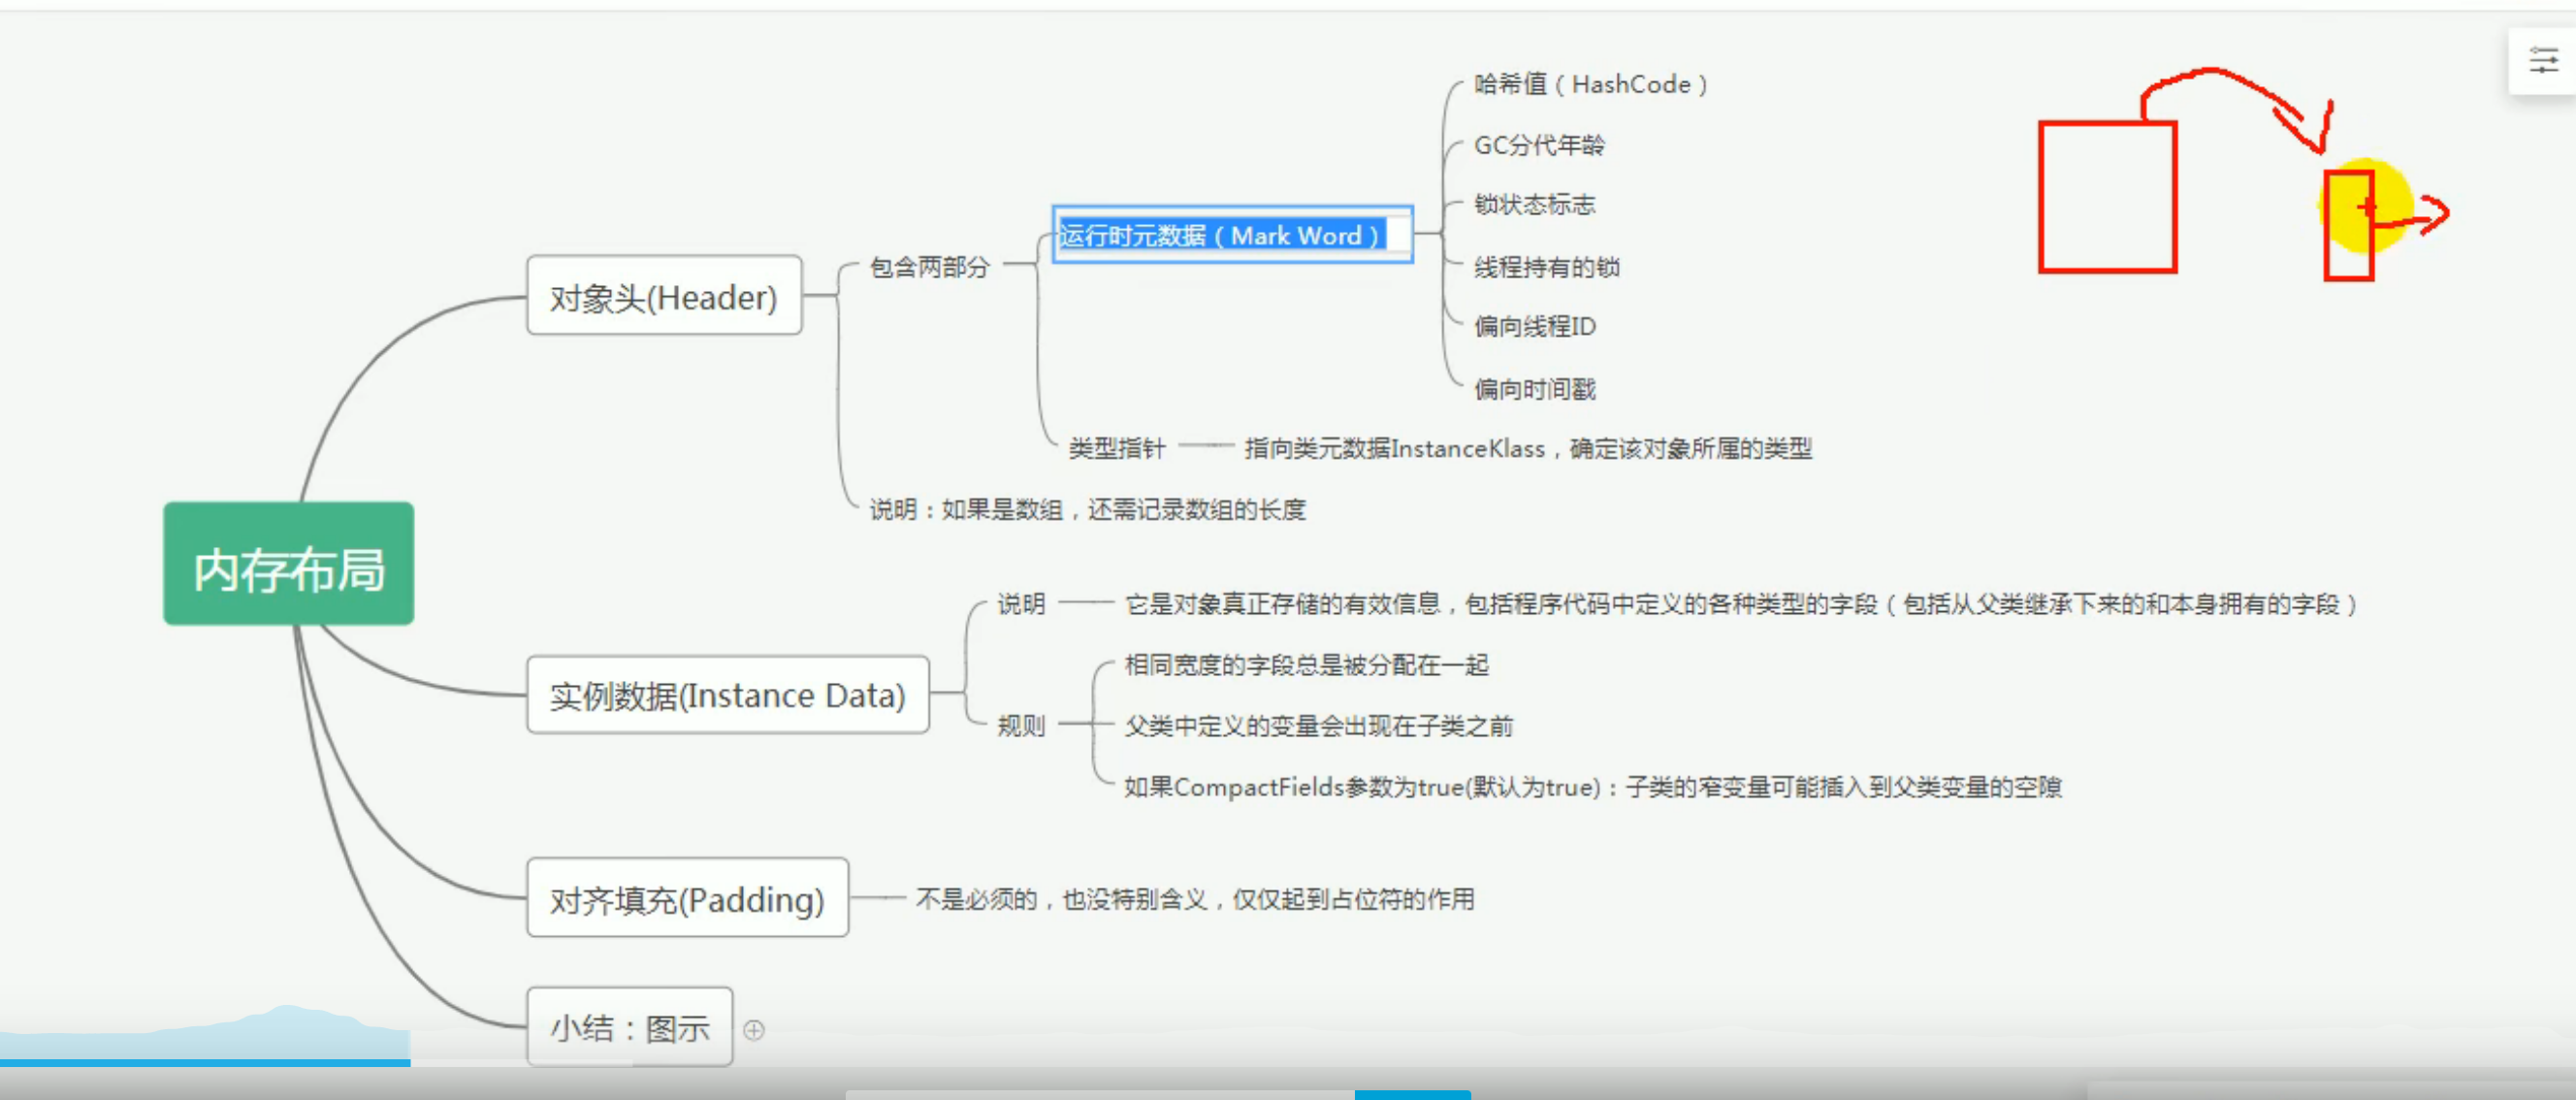 哈希值（HashCode）
GC分代年龄
锁状态标志
运行时元数据（Mark Word）
包含两部分
线程持有的锁
对象头(Header)
偏向线程ID
偏向时间戳
类型指针
指向类元数据InstanceKlass，确定该对象所属的类型
说明：如果是数组，还需记录数组的长度
内存布局
说明
它是对象真正存储的有效信息，包括程序代码中定义的各种类型的字段（包括从父类继承下来的和本身拥有的字段）
相同宽度的字段总是被分配在一起
实例数据(Instance Data)
规则
父类中定义的变量会出现在子类之前
如果CompactFields参数为true(默认为true)：子类的窄变量可能插入到父类变量的空隙
对齐填充(Padding)
不是必须的，也没特别含义，仅仅起到占位符的作用
小结：图示